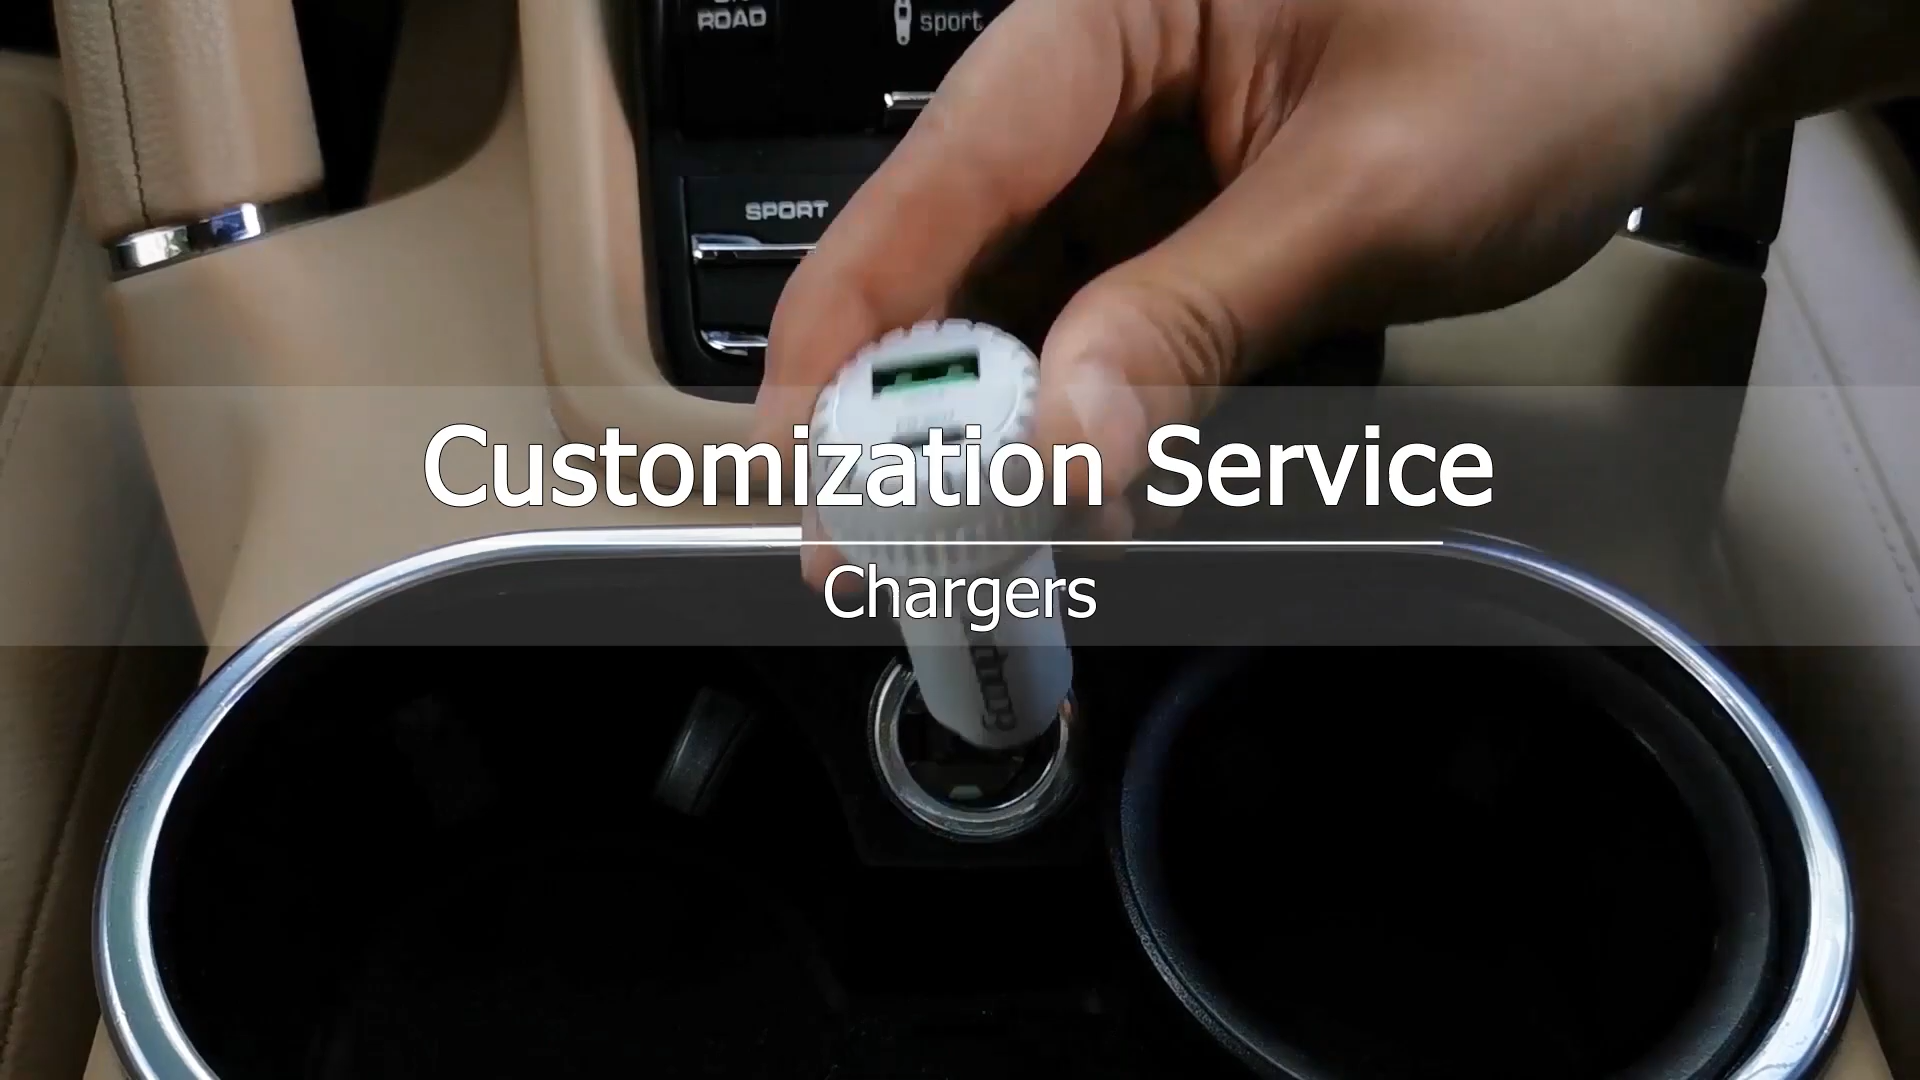 ROAD
sport
SPORT
Customization Service
Chargers